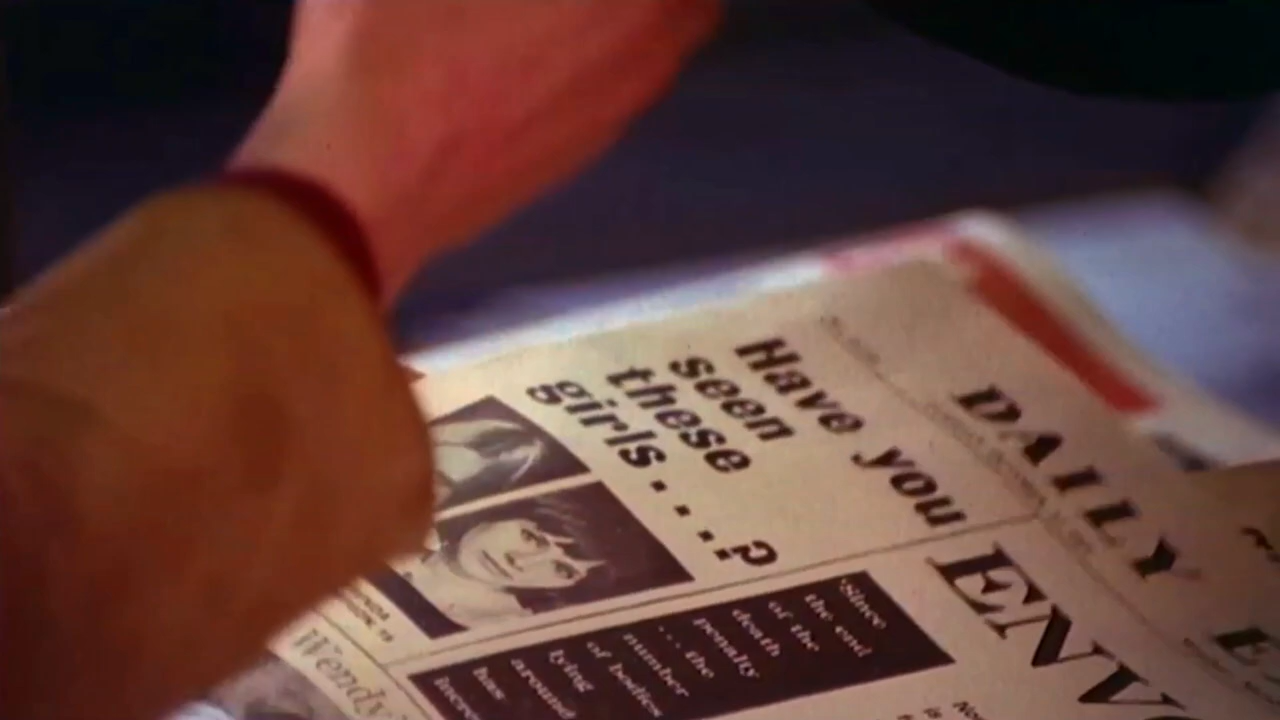 DAILY
Have you
seen
these
girls...?
ENV
"since
the end
of the
death
penalty
...the
number
of bodies
lying
around
has
Wendy